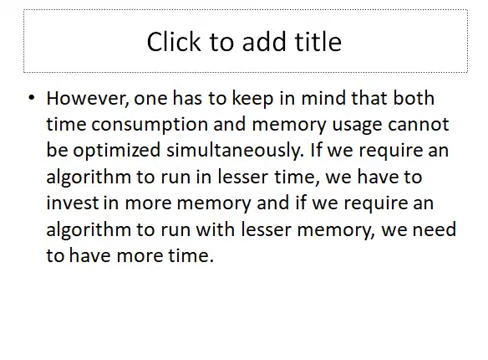 Click to add title
• However, one has to keep in mind that both
time consumption and memory usage cannot
be optimized simultaneously. If we require an
algorithm to run in lesser time, we have to
invest in more memory and if we require an
algorithm to run with lesser memory, we need
to have more time.